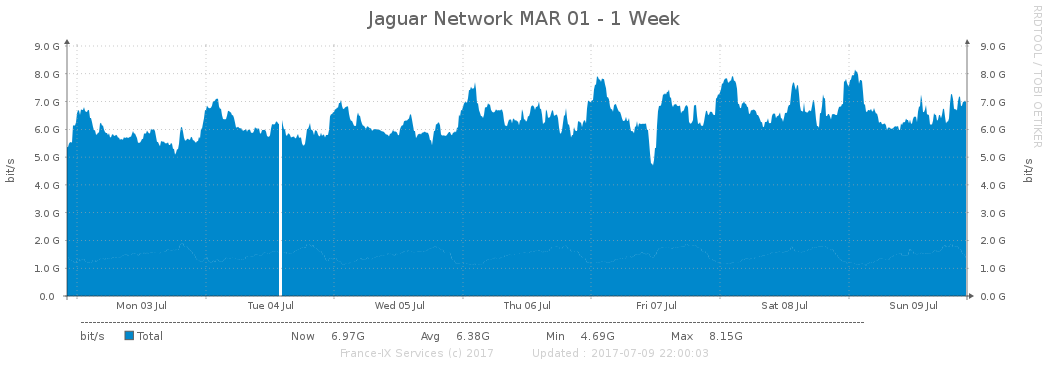 Jaguar Network MAR 01 - 1 Week
RRDTOOL / TOBI OETIKER
bit/s
bit/s
9.0 G 9.0 G
8.0 G 8.0 G
7.0 G 7.0 G
6.0 G 6.0 G
5.0 G 5.0 G
4.0 G 4.0 G
3.0 G 3.0 G
2.0 G 2.0 G
1.0 G 1.0 G
0.0 0.0 G
Mon 03 Jul Tue 04 Jul Wed 05 Jul Thu 06 Jul Fri 07 Jul Sat 08 Jul Sun 09 Jul
bit/s Total Now 6.97G Avg 6.38G Min 4.69G Max 8.15G
France-IX Services (c) 2017 Updated : 2017-07-09 22:00:03